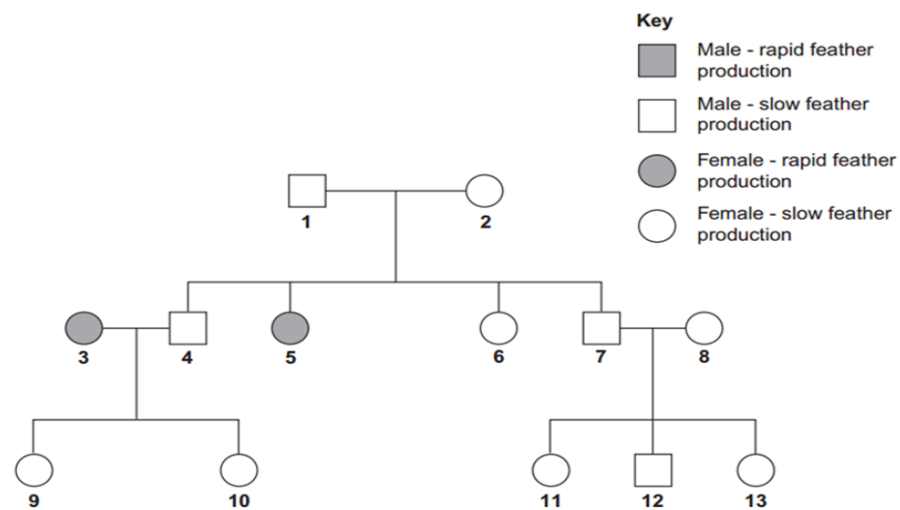 Key
Male - rapid feather
production
Male - slow feather
production
Female - rapid feather
production
Female - slow feather
production
1 2
3 4 5 6 7 8
9 10 11 12 13